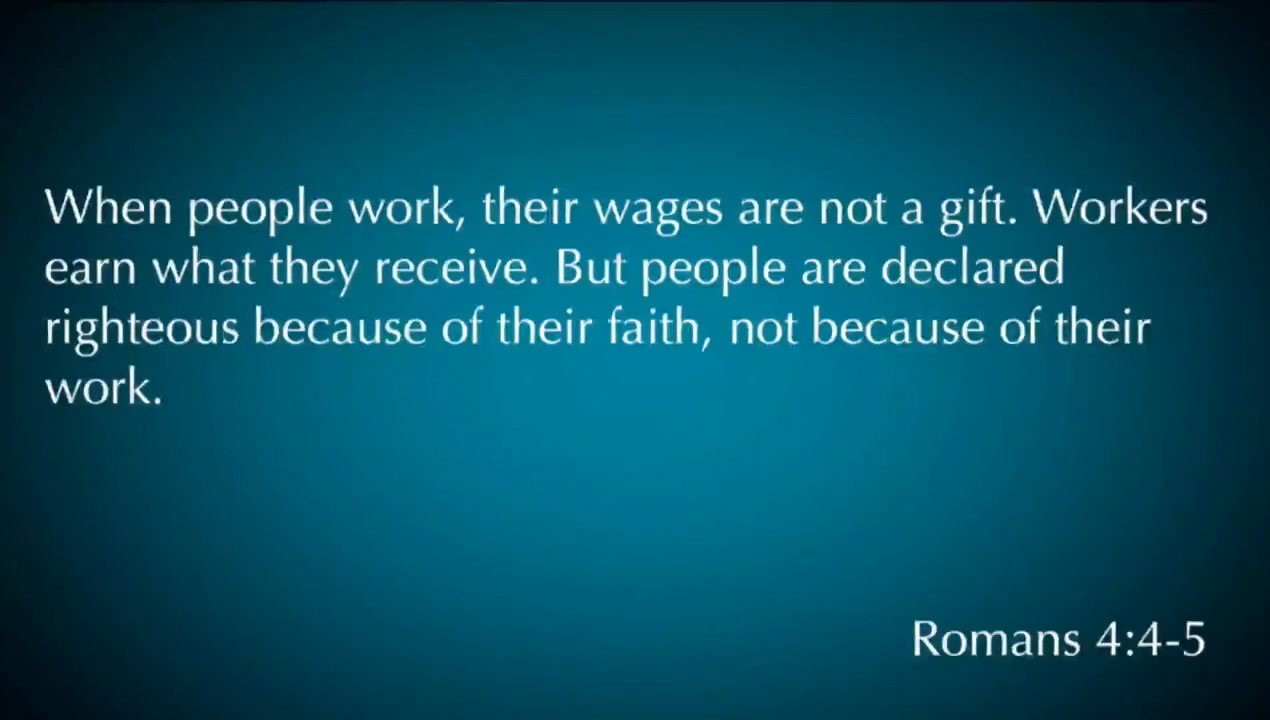 When people work, their wages are not a gift. Workers
earn what they receive. But people are declared
righteous because of their faith, not because of their
work.
Romans 4:4-5